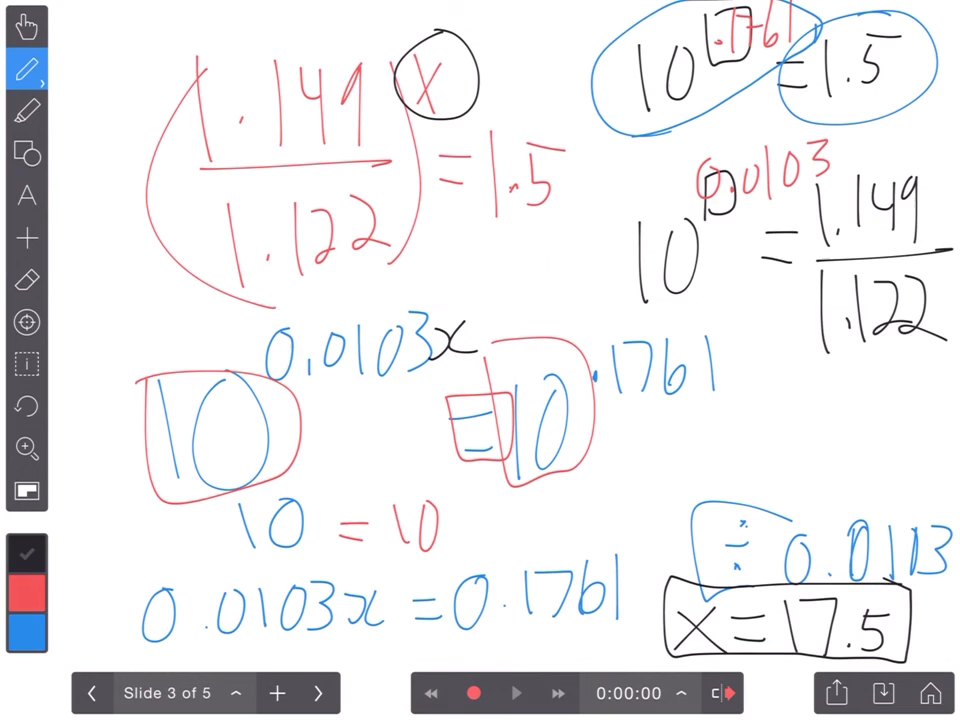 (1.149/1.122)^x = 1.5
10^.1761 = 1.5
10^0.0103 = 1.149/1.122
10^0.0103x = 10^.1761
10 = 10
0.0103x = 0.1761
÷ 0.0103
x = 17.5
A
Slide 3 of 5
0:00:00